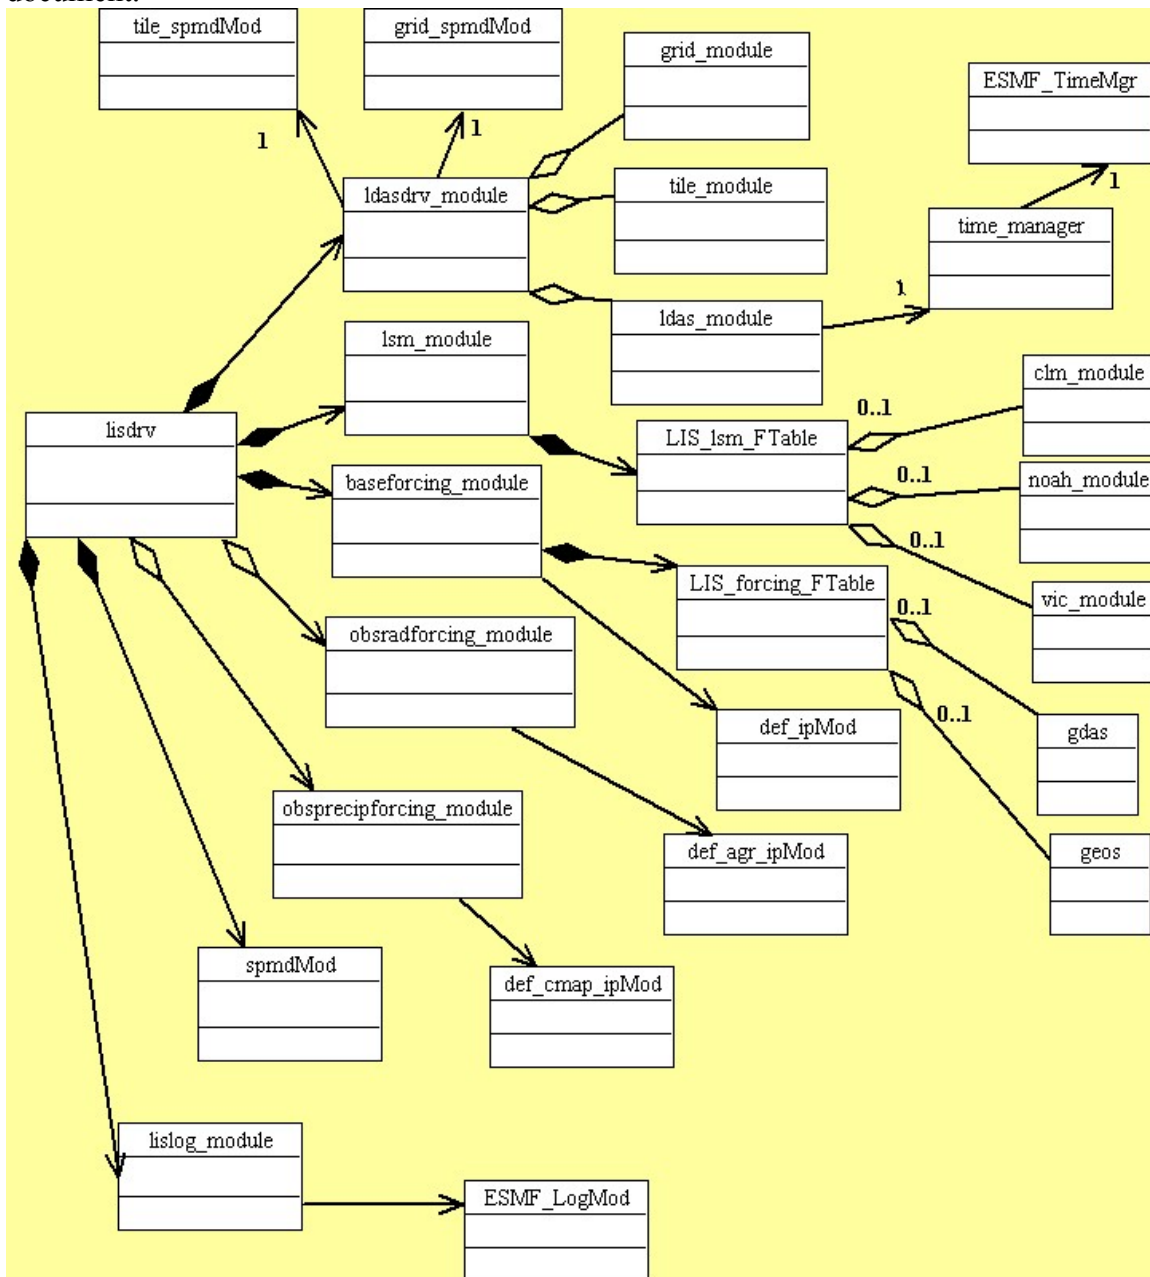 document.
tile_spmdMod
grid_spmdMod
grid_module
ESMF_TimeMgr
1
1
ldasdrv_module
tile_module
1
time_manager
1
ldas_module
lsm_module
clm_module
0..1
lisdrv
LIS_lsm_FTable
baseforcing_module
0..1
noah_module
0..1
LIS_forcing_FTable
vic_module
0..1
obsradforcing_module
0..1
def_ipMod
gdas
obsprecipforcing_module
def_agr_ipMod
geos
spmdMod
def_cmap_ipMod
lislog_module
ESMF_LogMod